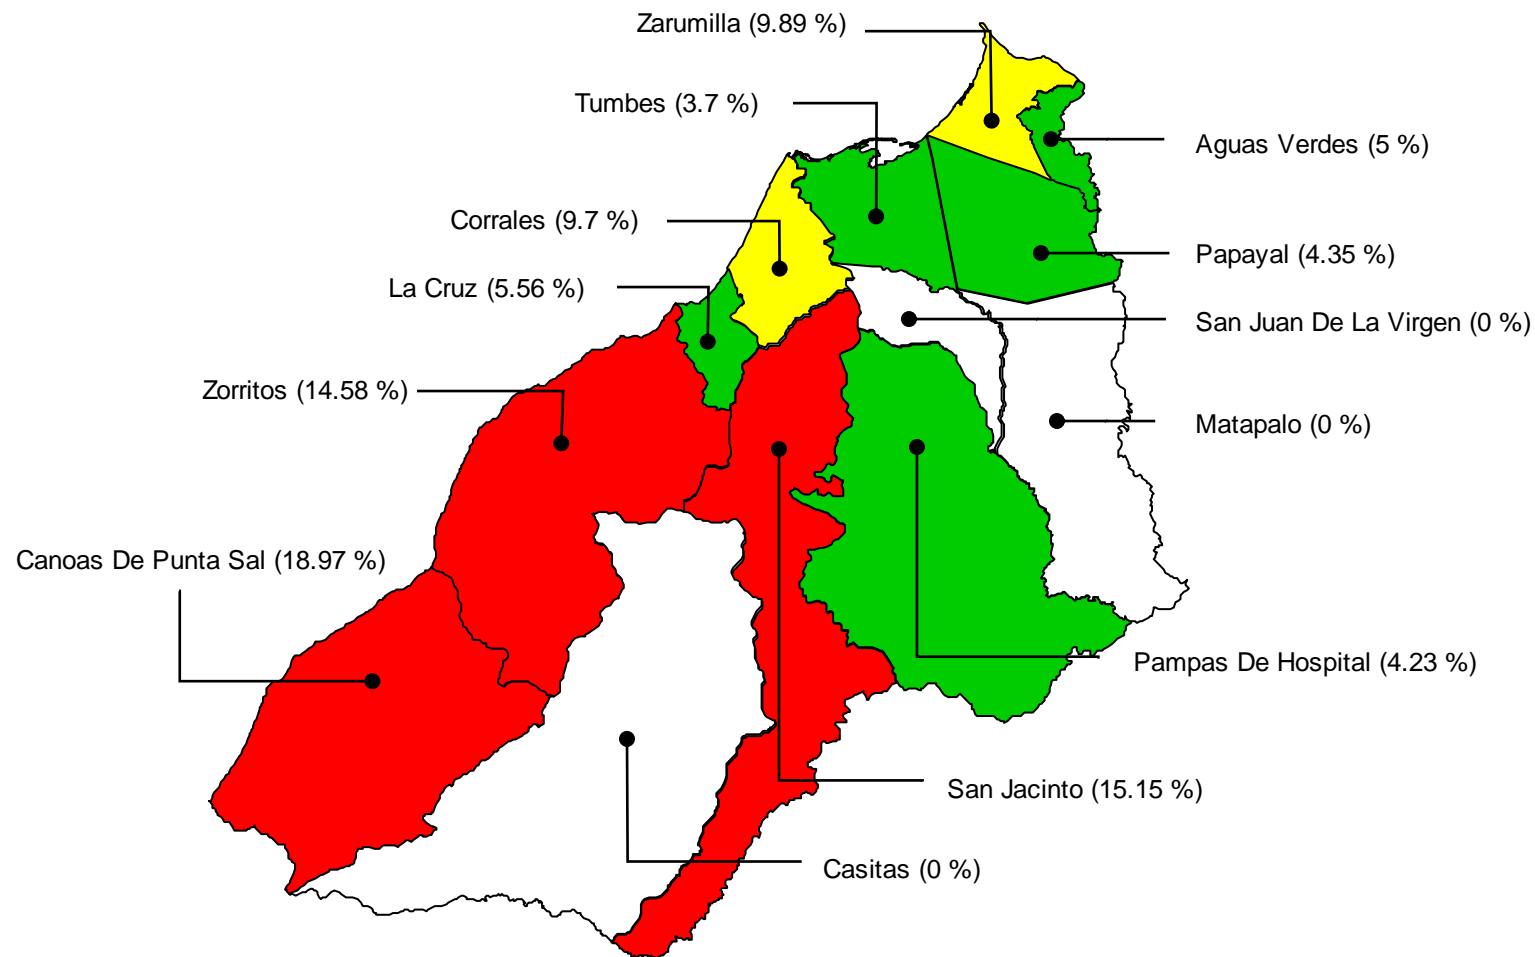 Zarumilla (9.89 %)
Tumbes (3.7 %)
Aguas Verdes (5 %)
Corrales (9.7 %)
Papayal (4.35 %)
La Cruz (5.56 %)
San Juan De La Virgen (0 %)
Zorritos (14.58 %)
Matapalo (0 %)
Canoas De Punta Sal (18.97 %)
Pampas De Hospital (4.23 %)
San Jacinto (15.15 %)
Casitas (0 %)